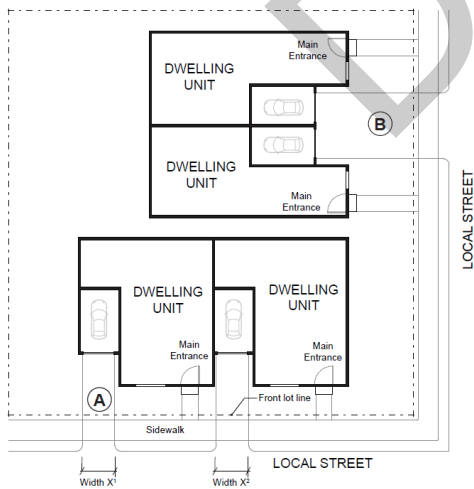 Main
Entrance
DWELLING
UNIT
B
DWELLING
UNIT
Main
Entrance
LOCAL STREET
DWELLING
UNIT
DWELLING
UNIT
Main
Entrance
Main
Entrance
A
Front lot line
Sidewalk
LOCAL STREET
Width X¹
Width X²